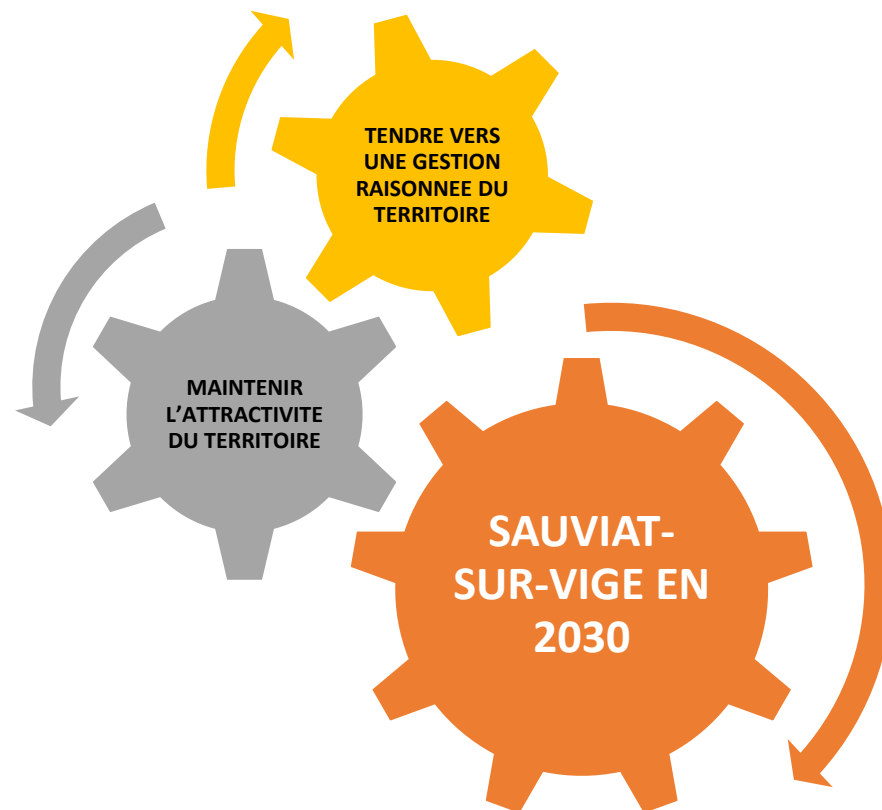 TENDRE VERS
UNE GESTION
RAISONNEE DU
TERRITOIRE
MAINTENIR
L’ATTRACTIVITE
DU TERRITOIRE
SAUVIAT-
SUR-VIGE EN
2030